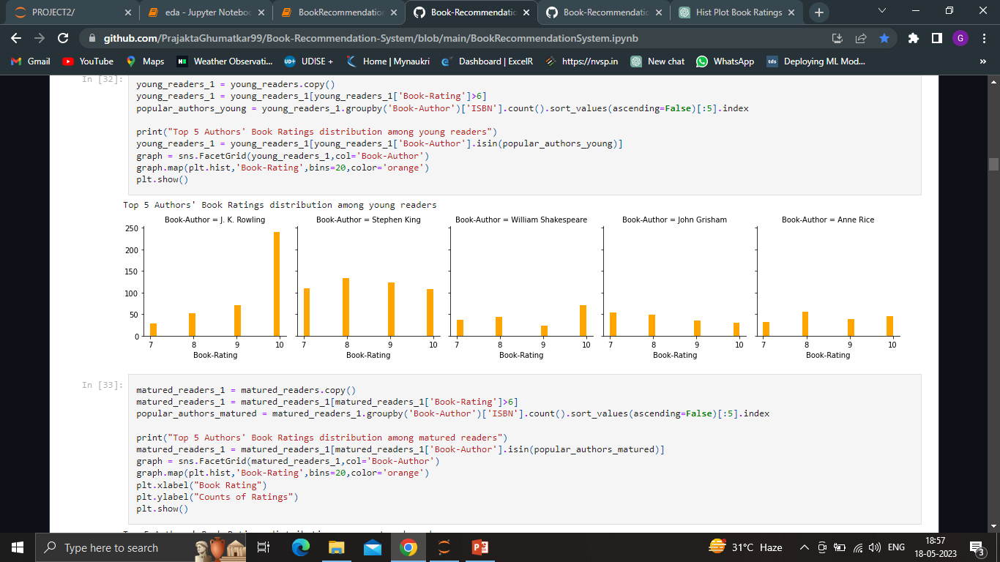 PROJECT2/
eda - Jupyter Noteboo
BookRecommendation
Book-Recommendatio
Book-Recommendatio
Hist Plot Book Ratings
github.com/PrajaktaGhumatkar99/Book-Recommendation-System/blob/main/BookRecommendationSystem.ipynb
G
Gmail
YouTube
Maps
Weather Observati...
UDISE +
Home | Mynaukri
Dashboard | ExcelR
https://nvsp.in
New chat
WhatsApp
Deploying ML Mod...
In [32]:
young_readers_1 = young_readers.copy()
young_readers_1 = young_readers_1[young_readers_1['Book-Rating']>6]
popular_authors_young = young_readers_1.groupby('Book-Author')['ISBN'].count().sort_values(ascending=False)[:5].index
print("Top 5 Authors' Book Ratings distribution among young readers")
young_readers_1 = young_readers_1[young_readers_1['Book-Author'].isin(popular_authors_young)]
graph = sns.FacetGrid(young_readers_1,col='Book-Author')
graph.map(plt.hist,'Book-Rating',bins=20,color='orange')
plt.show()
Top 5 Authors' Book Ratings distribution among young readers
Book-Author = J. K. Rowling
Book-Author = Stephen King
Book-Author = William Shakespeare
Book-Author = John Grisham
Book-Author = Anne Rice
250
200
150
100
50
0
7 8 9 10
7 8 9 10
7 8 9 10
7 8 9 10
7 8 9 10
Book-Rating
Book-Rating
Book-Rating
Book-Rating
Book-Rating
In [33]:
matured_readers_1 = matured_readers.copy()
matured_readers_1 = matured_readers_1[matured_readers_1['Book-Rating']>6]
popular_authors_matured = matured_readers_1.groupby('Book-Author')['ISBN'].count().sort_values(ascending=False)[:5].index
print("Top 5 Authors' Book Ratings distribution among matured readers")
matured_readers_1 = matured_readers_1[matured_readers_1['Book-Author'].isin(popular_authors_matured)]
graph = sns.FacetGrid(matured_readers_1,col='Book-Author')
graph.map(plt.hist,'Book-Rating',bins=20,color='orange')
plt.xlabel("Book Rating")
plt.ylabel("Counts of Ratings")
plt.show()
Type here to search
31°C Haze
ENG
18:57
18-05-2023
3